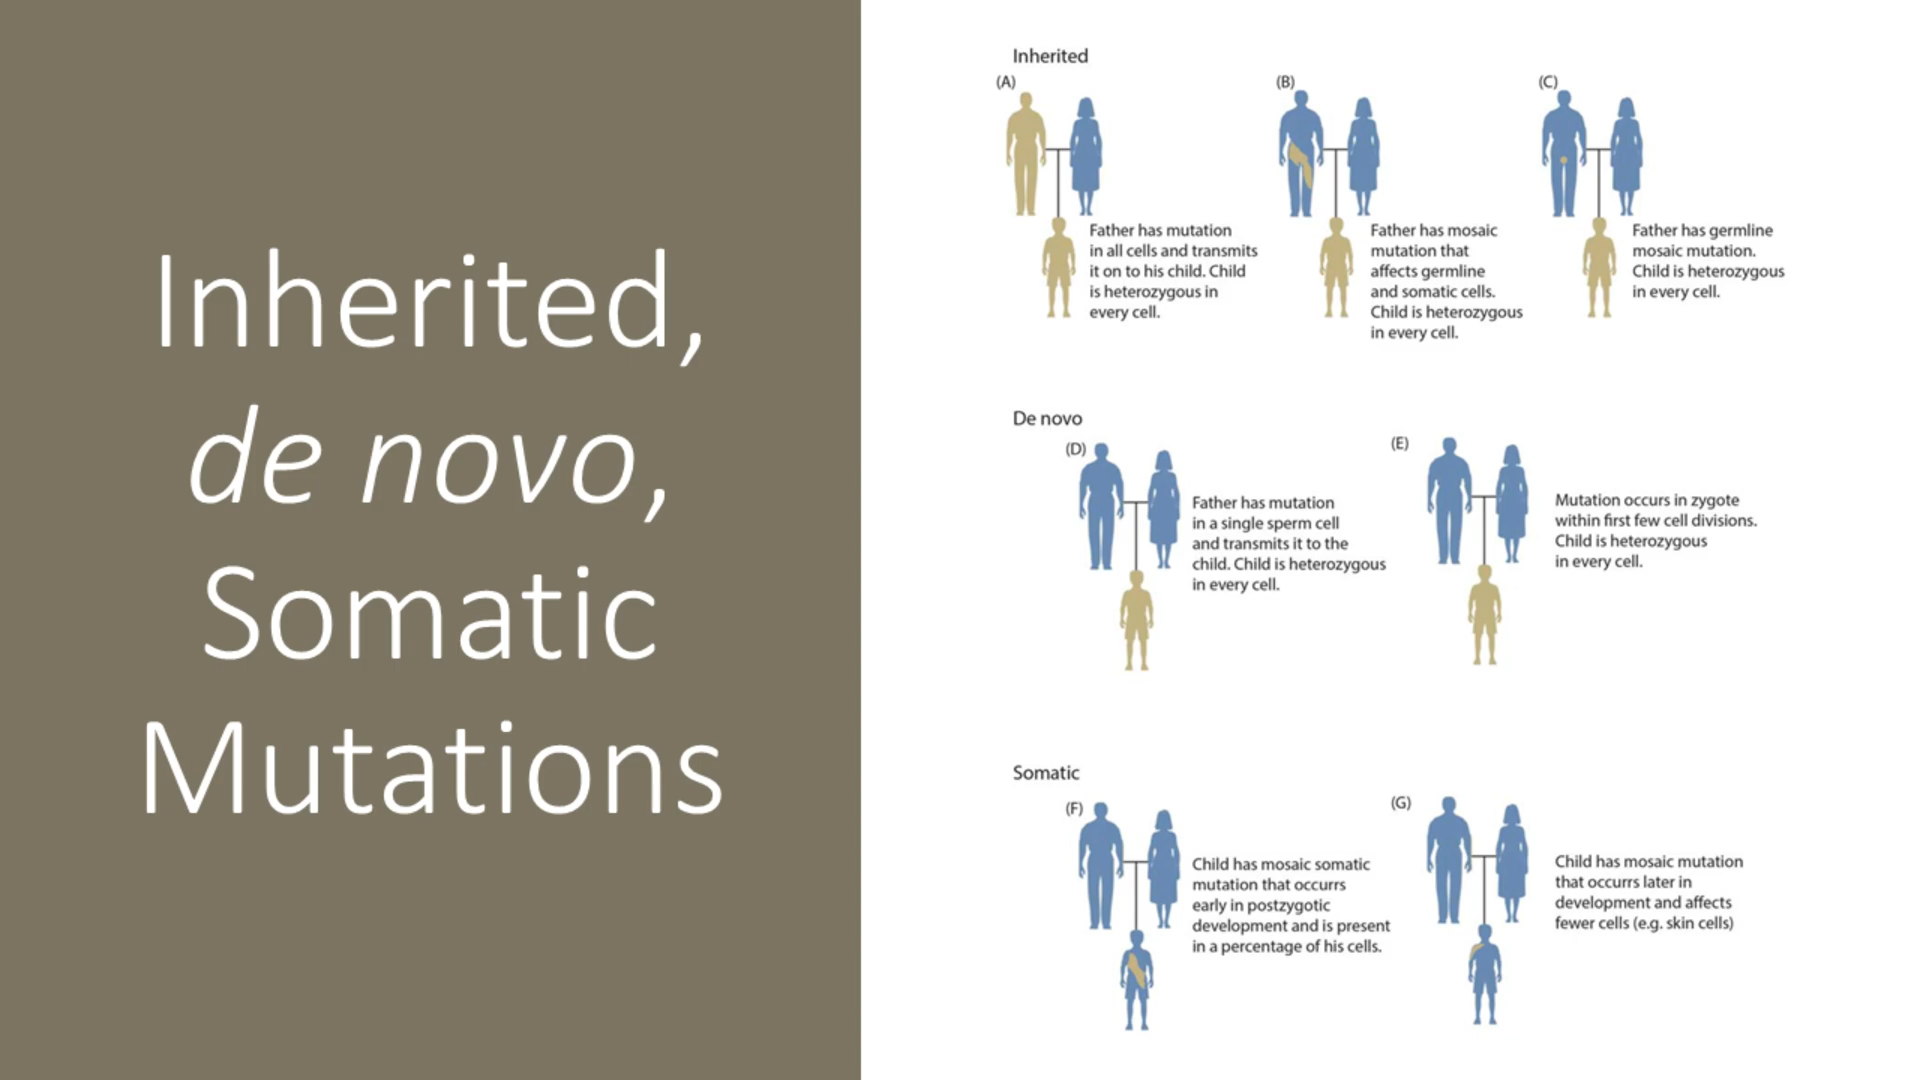 Inherited,
de novo,
Somatic
Mutations
Inherited
(A)
Father has mutation
in all cells and transmits
it on to his child. Child
is heterozygous in
every cell.
(B)
Father has mosaic
mutation that
affects germline
and somatic cells.
Child is heterozygous
in every cell.
(C)
Father has germline
mosaic mutation.
Child is heterozygous
in every cell.
De novo
(D)
Father has mutation
in a single sperm cell
and transmits it to the
child. Child is heterozygous
in every cell.
(E)
Mutation occurs in zygote
within first few cell divisions.
Child is heterozygous
in every cell.
Somatic
(F)
Child has mosaic somatic
mutation that occurrs
early in postzygotic
development and is present
in a percentage of his cells.
(G)
Child has mosaic mutation
that occurrs later in
development and affects
fewer cells (e.g. skin cells)